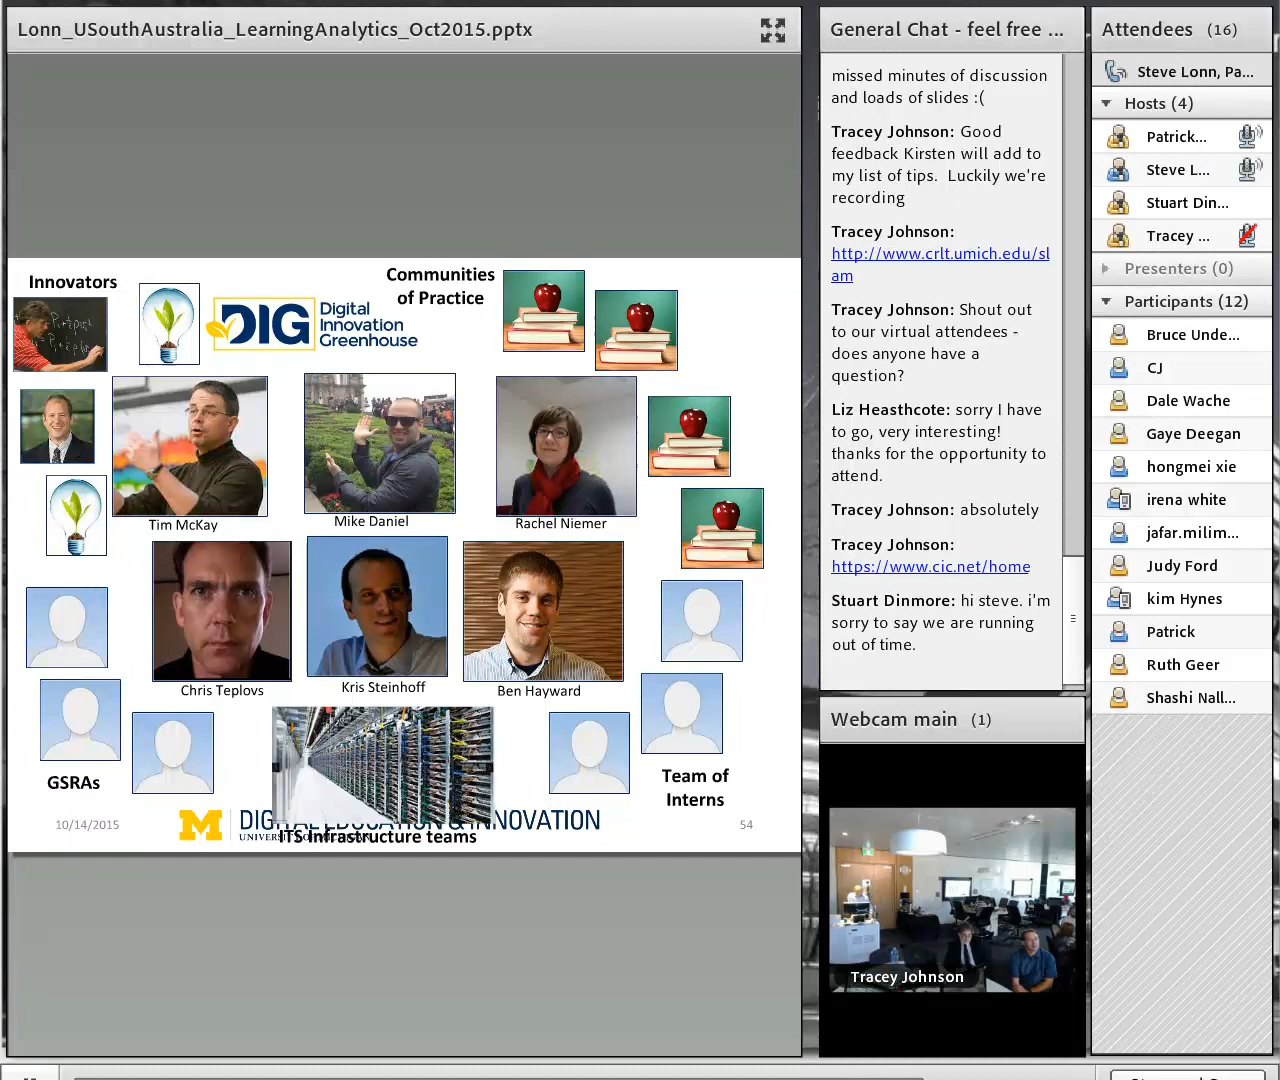 Lonn_USouthAustralia_LearningAnalytics_Oct2015.pptx
Innovators
DIG Digital
Innovation
Greenhouse
Communities
of Practice
Tim McKay
Mike Daniel
Rachel Niemer
Chris Teplovs
Kris Steinhoff
Ben Hayward
GSRAs
Team of
Interns
10/14/2015
M DIGITAL EDUCATION & INNOVATION
ITS Infrastructure teams
54
General Chat - feel free ...
missed minutes of discussion
and loads of slides :(
Tracey Johnson: Good
feedback Kirsten will add to
my list of tips.  Luckily we're
recording
Tracey Johnson:
http://www.crlt.umich.edu/sl
am
Tracey Johnson: Shout out
to our virtual attendees -
does anyone have a
question?
Liz Heasthcote: sorry I have
to go, very interesting!
thanks for the opportunity to
attend.
Tracey Johnson: absolutely
Tracey Johnson:
https://www.cic.net/home
Stuart Dinmore: hi steve. i'm
sorry to say we are running
out of time.
Webcam main (1)
Tracey Johnson
Attendees (16)
Steve Lonn, Pa...
Hosts (4)
Patrick...
Steve L...
Stuart Din...
Tracey ...
Presenters (0)
Participants (12)
Bruce Unde...
CJ
Dale Wache
Gaye Deegan
hongmei xie
irena white
jafar.milim...
Judy Ford
kim Hynes
Patrick
Ruth Geer
Shashi Nall...